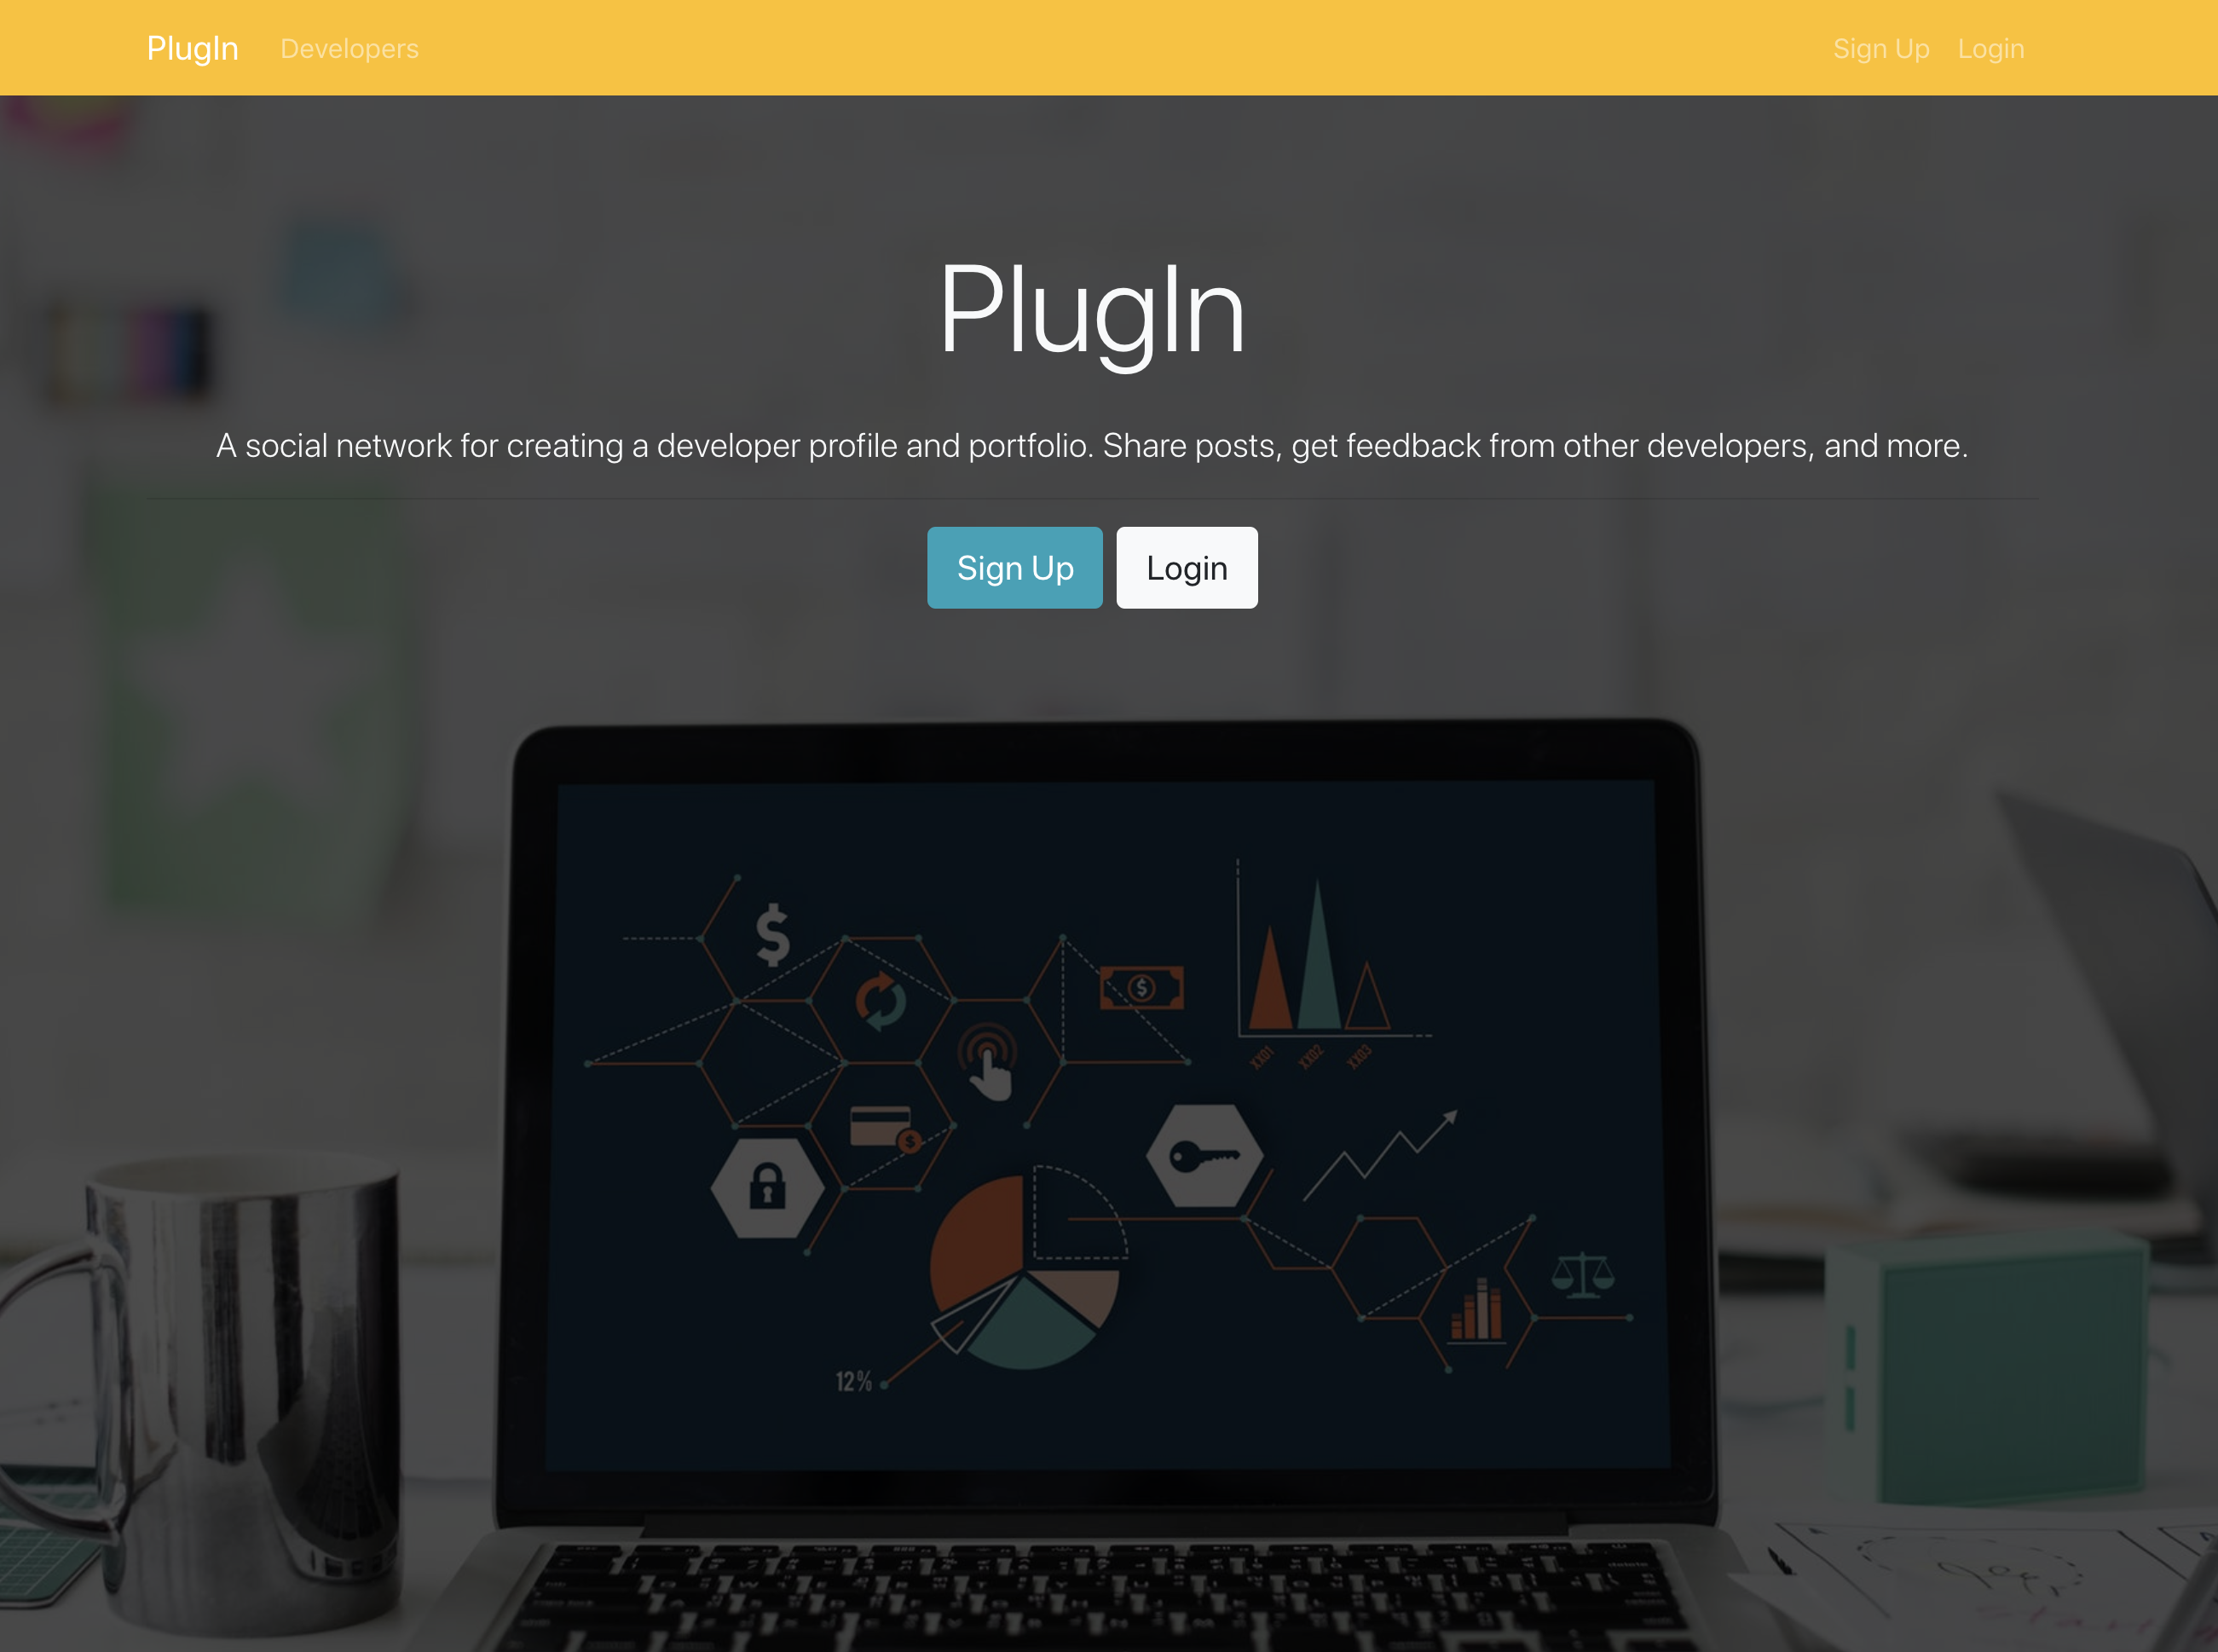 PlugIn Developers Sign Up Login
PlugIn
A social network for creating a developer profile and portfolio. Share posts, get feedback from other developers, and more.
Sign Up Login
$
$
XX01 XX02 XX03
$
12%